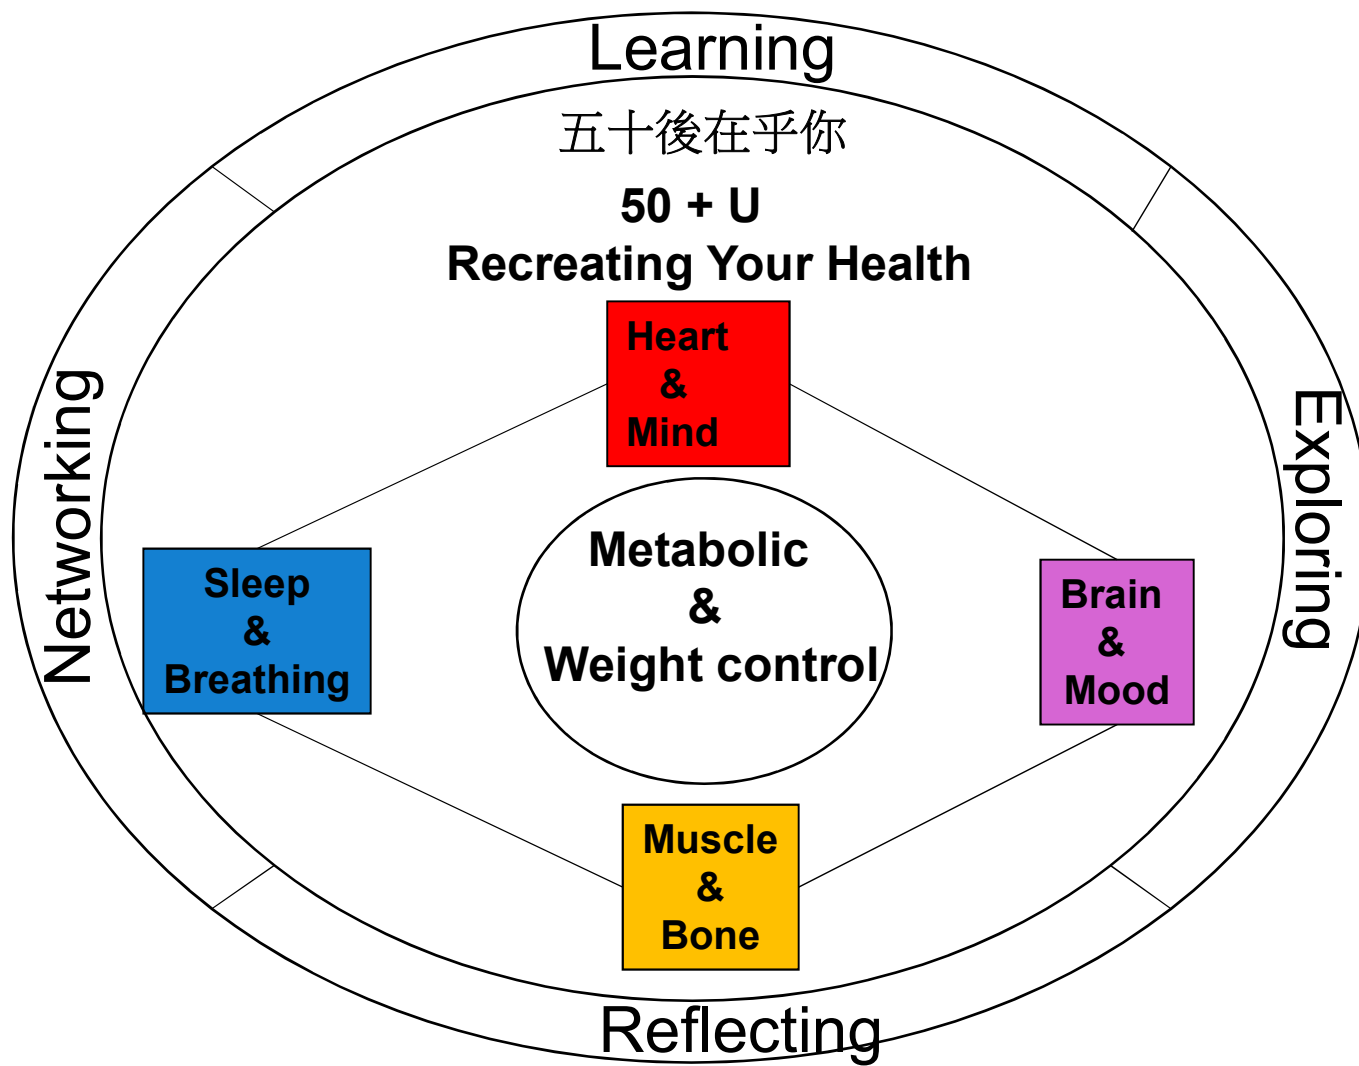 Learning
五十後在乎你
50 + U
Recreating Your Health
Heart
&
Mind
Networking
Exploring
Metabolic
&
Weight control
Sleep
&
Breathing
Brain
&
Mood
Muscle
&
Bone
Reflecting